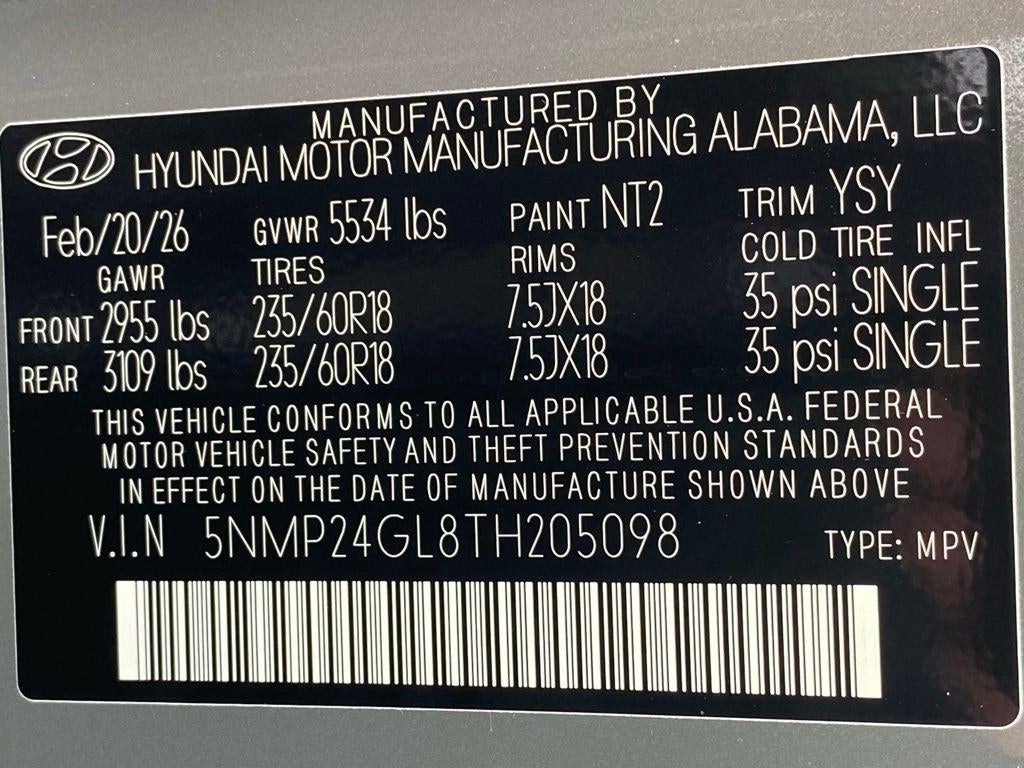 MANUFACTURED BY
HYUNDAI MOTOR MANUFACTURING ALABAMA, LLC
Feb/20/26 GVWR 5534 lbs PAINT NT2 TRIM YSY
GAWR TIRES RIMS COLD TIRE INFL
FRONT 2955 lbs 235/60R18 7.5JX18 35 psi SINGLE
REAR 3109 lbs 235/60R18 7.5JX18 35 psi SINGLE
THIS VEHICLE CONFORMS TO ALL APPLICABLE U.S.A. FEDERAL
MOTOR VEHICLE SAFETY AND THEFT PREVENTION STANDARDS
IN EFFECT ON THE DATE OF MANUFACTURE SHOWN ABOVE
V.I.N 5NMP24GL8TH205098 TYPE: MPV